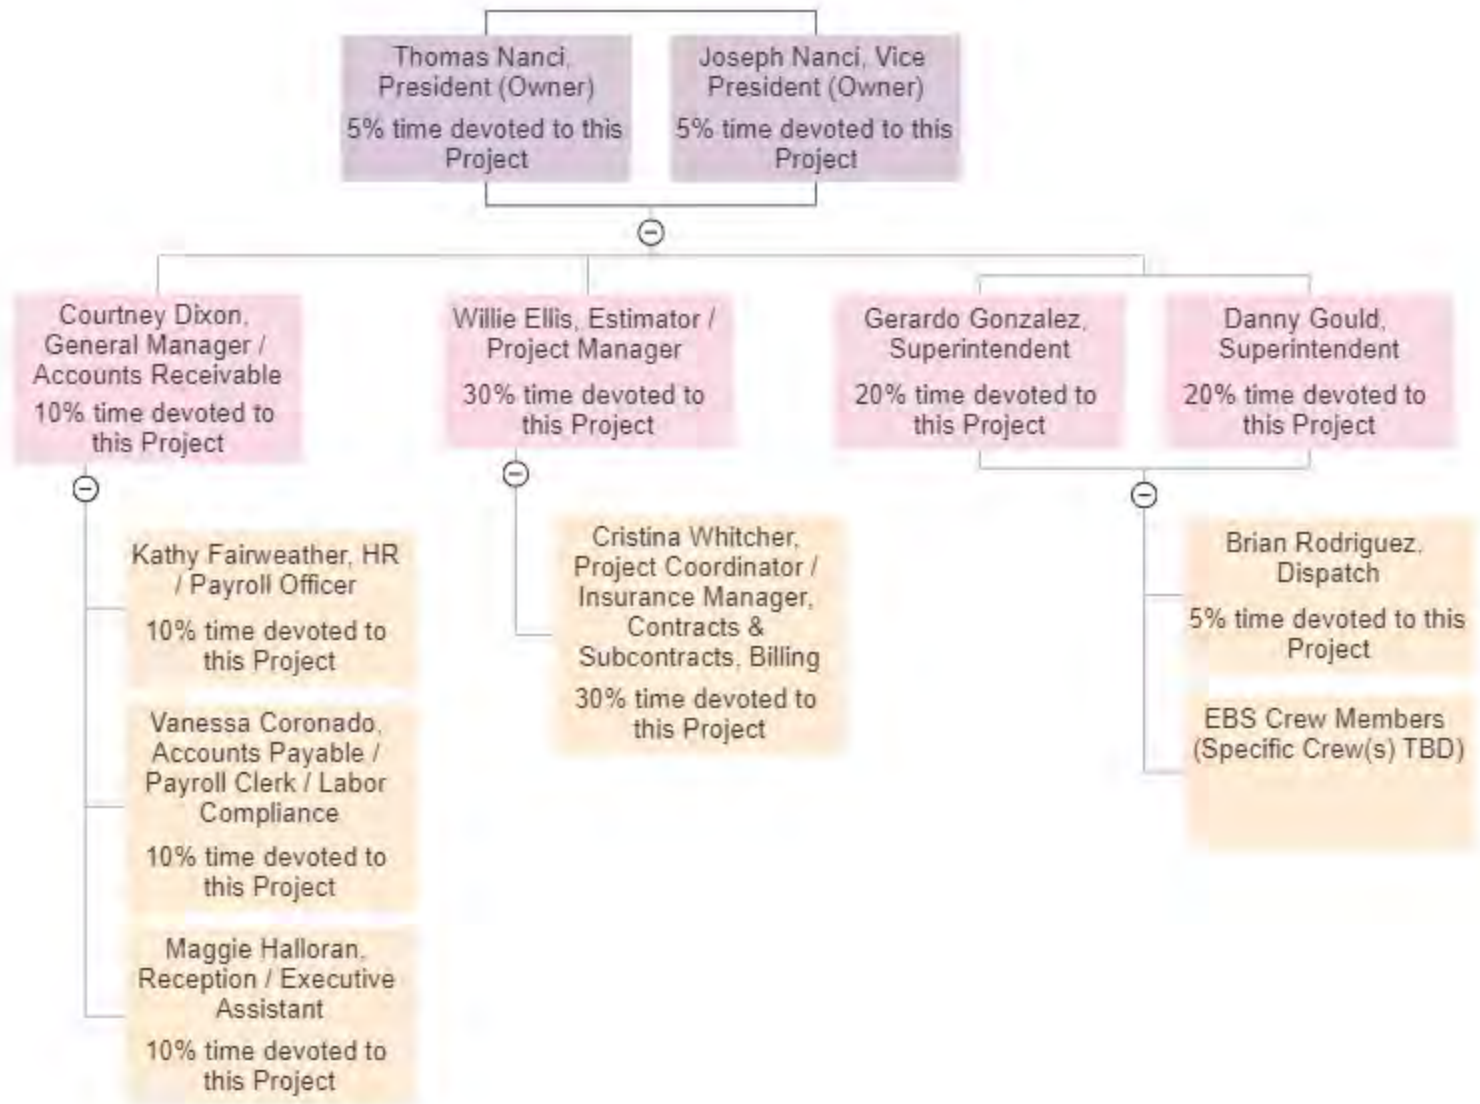 Thomas Nanci,
President (Owner)
5% time devoted to this
Project
Joseph Nanci, Vice
President (Owner)
5% time devoted to this
Project
Courtney Dixon,
General Manager /
Accounts Receivable
10% time devoted to
this Project
Willie Ellis, Estimator /
Project Manager
30% time devoted to
this Project
Gerardo Gonzalez,
Superintendent
20% time devoted to
this Project
Danny Gould,
Superintendent
20% time devoted to
this Project
Kathy Fairweather, HR
/ Payroll Officer
10% time devoted to
this Project
Vanessa Coronado,
Accounts Payable /
Payroll Clerk / Labor
Compliance
10% time devoted to
this Project
Maggie Halloran,
Reception / Executive
Assistant
10% time devoted to
this Project
Cristina Whitcher,
Project Coordinator /
Insurance Manager,
Contracts &
Subcontracts, Billing
30% time devoted to
this Project
Brian Rodriguez,
Dispatch
5% time devoted to this
Project
EBS Crew Members
(Specific Crew(s) TBD)